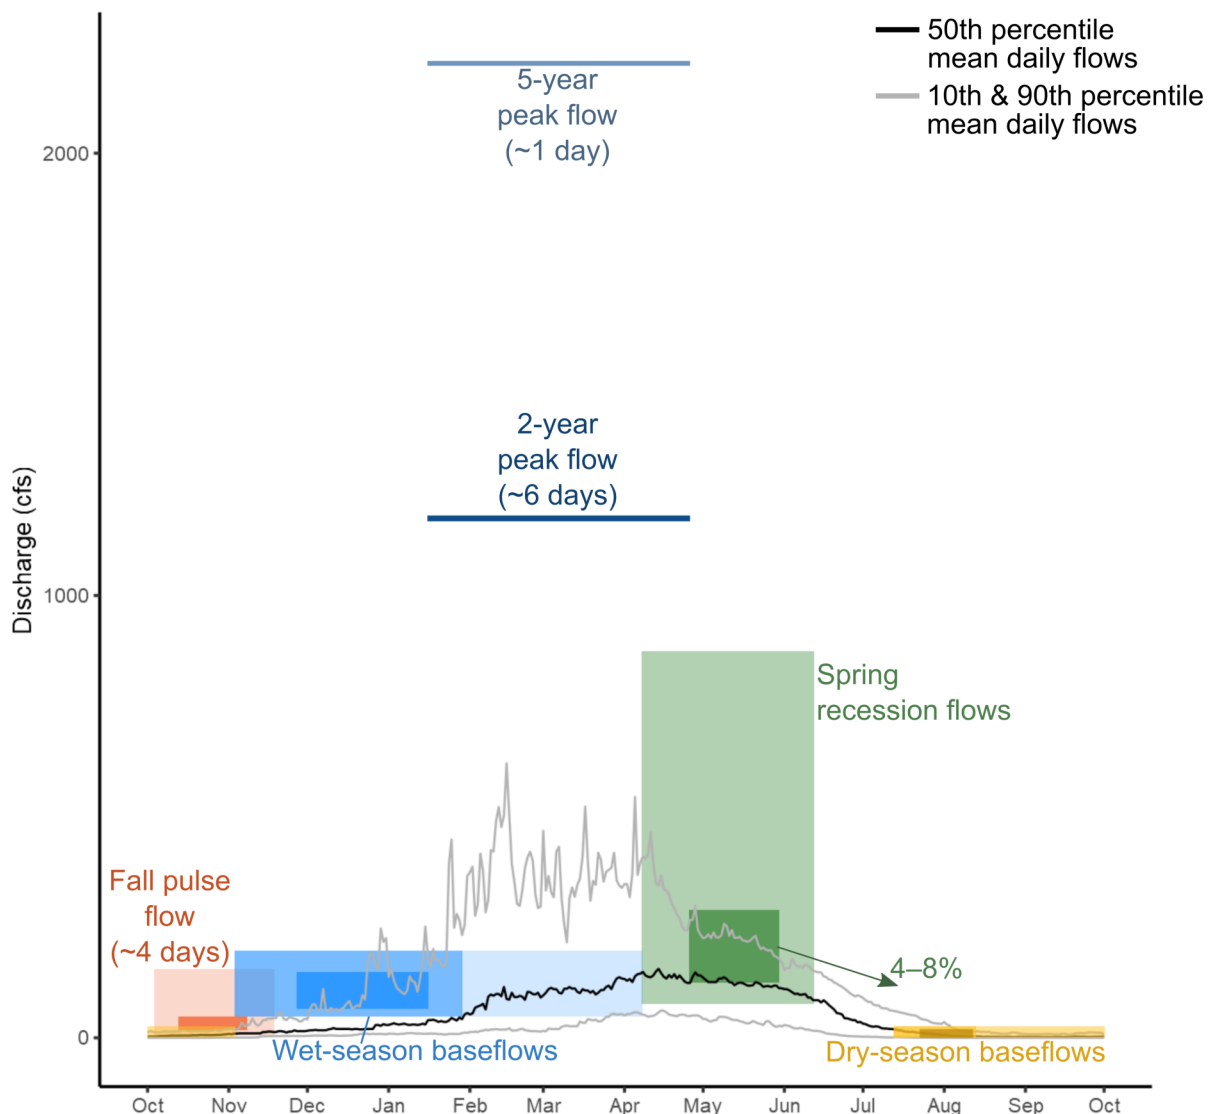 50th percentile
mean daily flows
10th & 90th percentile
mean daily flows
5-year
peak flow
(~1 day)
2000
2-year
peak flow
(~6 days)
Discharge (cfs)
1000
Spring
recession flows
Fall pulse
flow
(~4 days)
4–8%
0
Wet-season baseflows
Dry-season baseflows
Oct Nov Dec Jan Feb Mar Apr May Jun Jul Aug Sep Oct